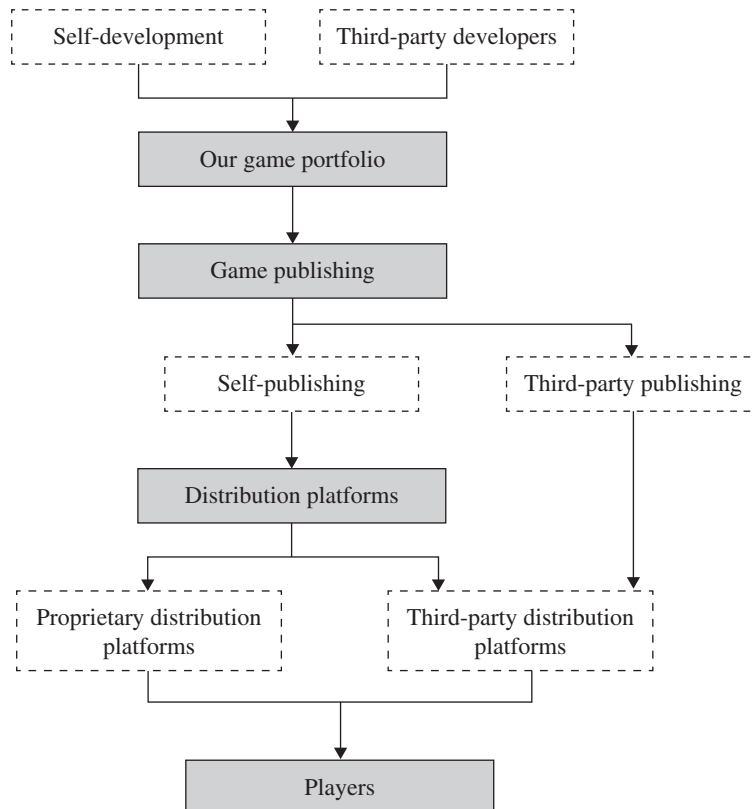 Self-development
Third-party developers
Our game portfolio
Game publishing
Self-publishing
Third-party publishing
Distribution platforms
Proprietary distribution
platforms
Third-party distribution
platforms
Players